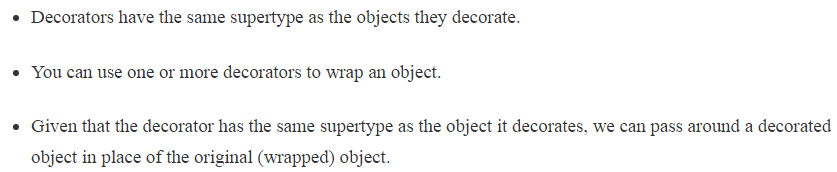 • Decorators have the same supertype as the objects they decorate.
• You can use one or more decorators to wrap an object.
• Given that the decorator has the same supertype as the object it decorates, we can pass around a decorated
object in place of the original (wrapped) object.